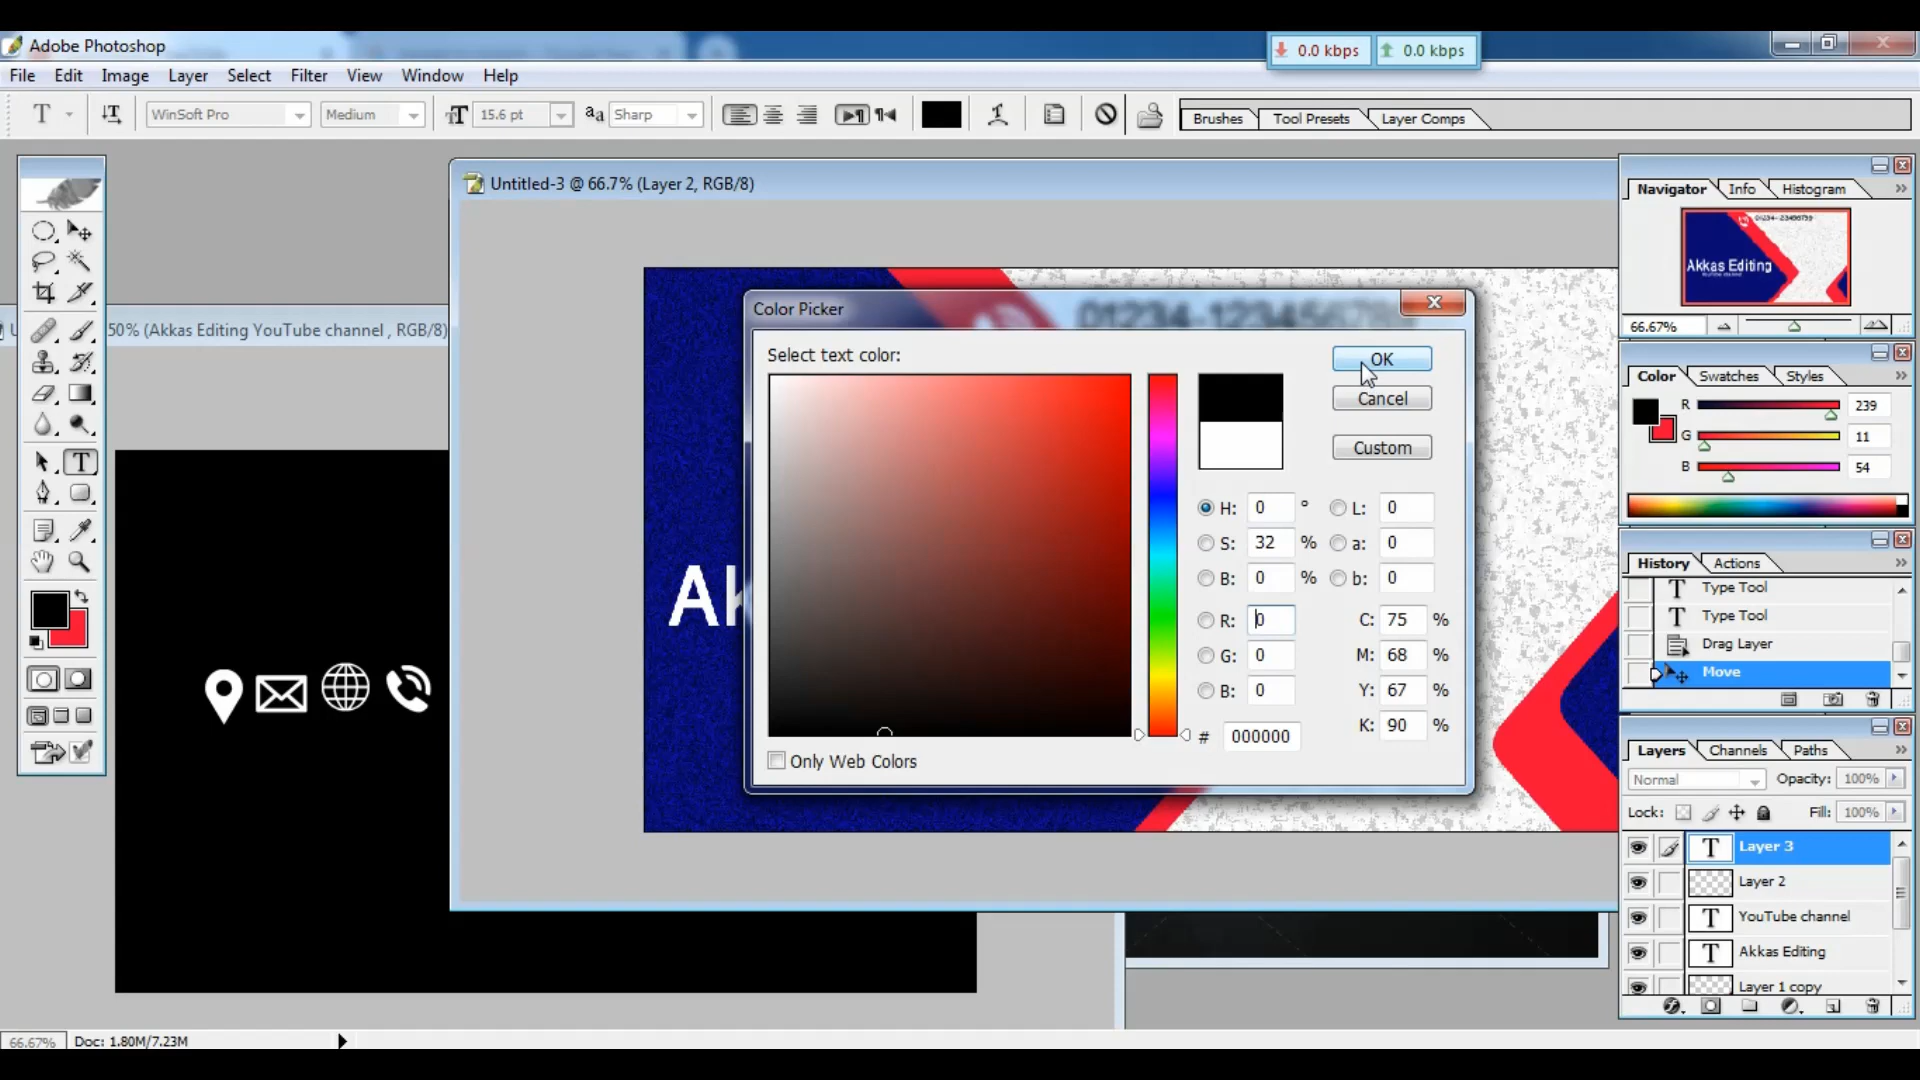 Adobe Photoshop
0.0 kbps 0.0 kbps
File Edit Image Layer Select Filter View Window Help
WinSoft Pro Medium 15.6 pt Sharp Brushes Tool Presets Layer Comps
Untitled-3 @ 66.7% (Layer 2, RGB/8)
50% (Akkas Editing YouTube channel , RGB/8)
Color Picker
01234-123456789
Select text color:
OK
Cancel
Custom
H: 0 ° L: 0
S: 32 % a: 0
B: 0 % b: 0
R: 0 C: 75 %
G: 0 M: 68 %
B: 0 Y: 67 %
# 000000 K: 90 %
Only Web Colors
Ak
Navigator Info Histogram
Akkas Editing
66.67%
Color Swatches Styles
R 239
G 11
B 54
History Actions
Type Tool
Type Tool
Drag Layer
Move
Layers Channels Paths
Normal Opacity: 100%
Lock: Fill: 100%
Layer 3
Layer 2
YouTube channel
Akkas Editing
Layer 1 copy
66.67% Doc: 1.80M/7.23M